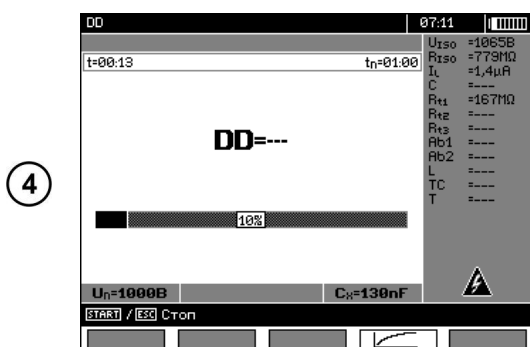 DD 07:11
t=00:13 tn=01:00
UISO =1065В
RISO =779MΩ
IL =1,4µA
C =---
Rt1 =167MΩ
Rt2 =---
Rt3 =---
Ab1 =---
Ab2 =---
L =---
TC =---
T =---
DD=---
4
10%
Un=1000В Cx=130nF
START / ESC Стоп